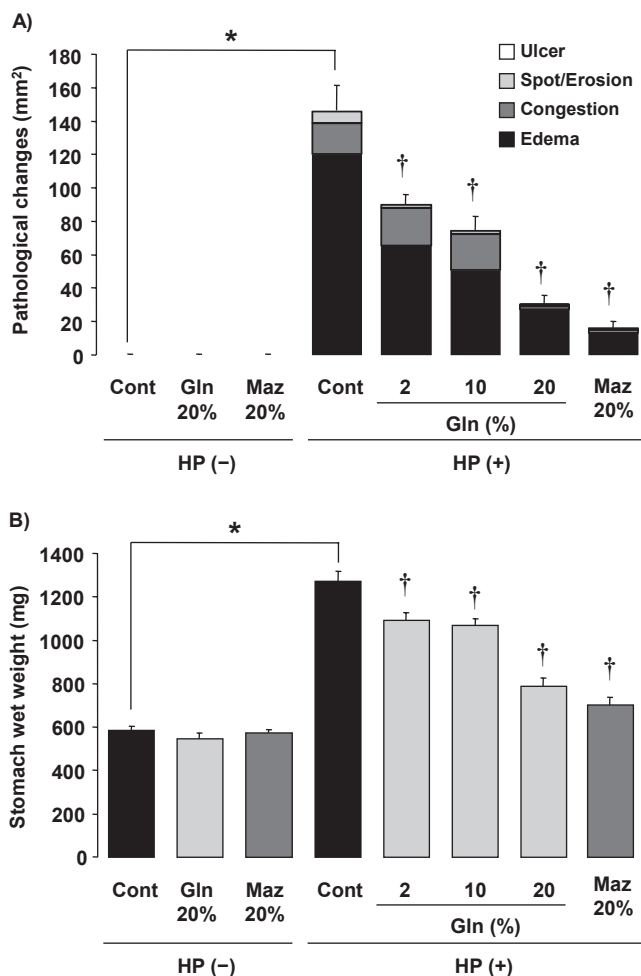 A)
*
Ulcer
Spot/Erosion
Congestion
Edema
Pathological changes (mm²)
180
160
140
120
100
80
60
40
20
0
† † † †
Cont Gln 20% Maz 20% Cont 2 10 20 Maz 20%
Gln (%)
HP (−) HP (+)
B)
*
Stomach wet weight (mg)
1400
1200
1000
800
600
400
200
0
† † † †
Cont Gln 20% Maz 20% Cont 2 10 20 Maz 20%
Gln (%)
HP (−) HP (+)